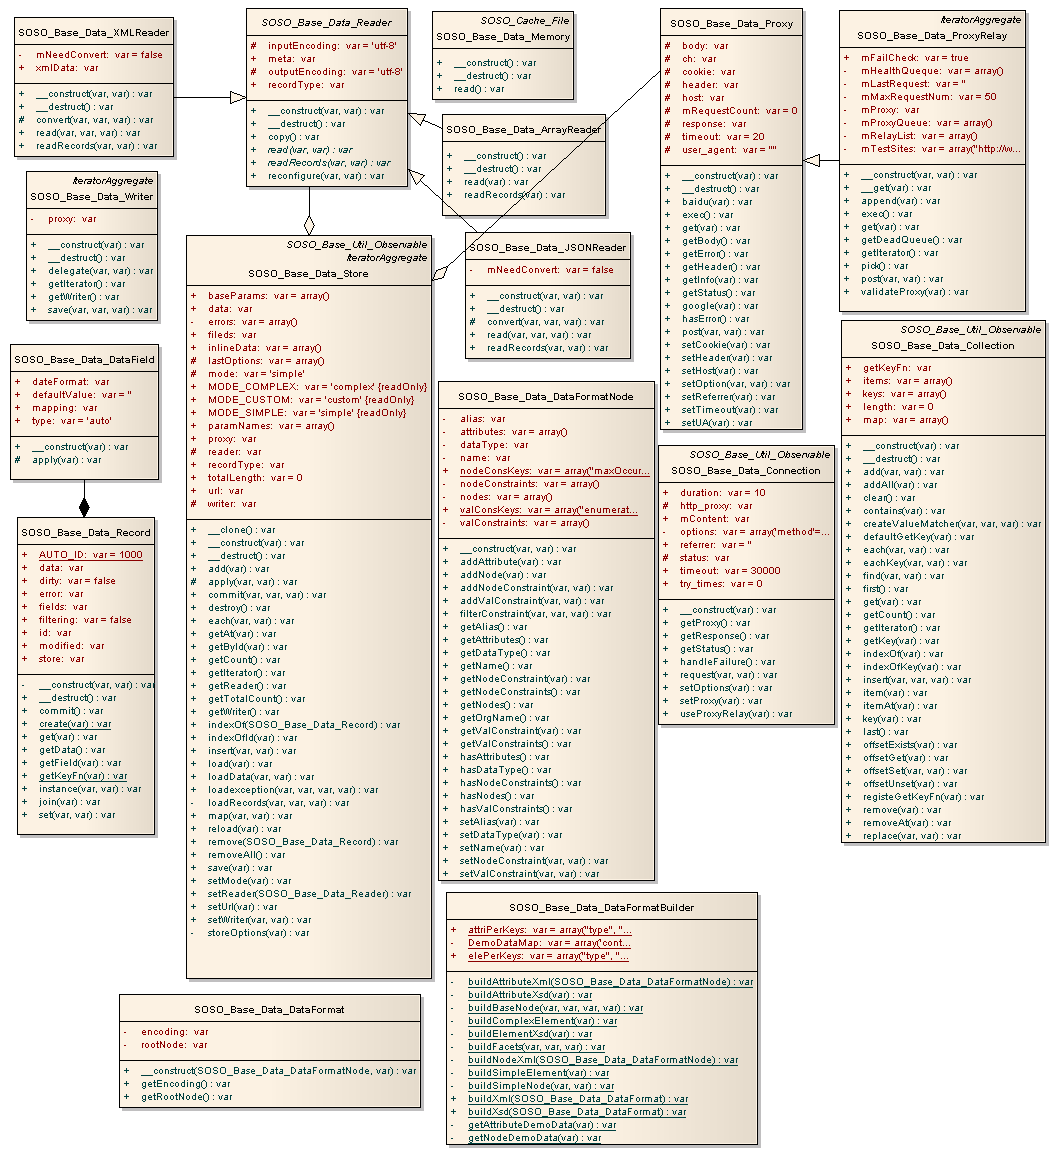 SOSO_Base_Data_XMLReader
- mNeedConvert: var = false
+ xmlData: var
+ __construct(var, var) : var
+ __destruct() : var
# convert(var, var, var) : var
+ read(var, var, var) : var
+ readRecords(var, var) : var
SOSO_Base_Data_Reader
# inputEncoding: var = 'utf-8'
+ meta: var
# outputEncoding: var = 'utf-8'
+ recordType: var
+ __construct(var, var) : var
+ __destruct() : var
+ copy() : var
+ read(var, var) : var
+ readRecords(var, var) : var
+ reconfigure(var, var) : var
SOSO_Cache_File
SOSO_Base_Data_Memory
+ __construct() : var
+ __destruct() : var
+ read() : var
SOSO_Base_Data_ArrayReader
+ __construct() : var
+ __destruct() : var
+ read(var) : var
+ readRecords(var) : var
SOSO_Base_Data_Proxy
# body: var
# ch: var
# cookie: var
# header: var
# host: var
# mRequestCount: var = 0
# response: var
# timeout: var = 20
# user_agent: var = ""
+ __construct(var) : var
+ __destruct() : var
+ baidu(var) : var
+ exec() : var
+ get(var) : var
+ getBody() : var
+ getError() : var
+ getHeader() : var
+ getInfo(var) : var
+ getStatus() : var
+ google(var) : var
+ hasError() : var
+ post(var, var) : var
+ setCookie(var) : var
+ setHeader(var) : var
+ setHost(var) : var
+ setOption(var, var) : var
+ setReferrer(var) : var
+ setTimeout(var) : var
+ setUA(var) : var
IteratorAggregate
SOSO_Base_Data_ProxyRelay
+ mFailCheck: var = true
- mHealthQueque: var = array()
- mLastRequest: var = ''
- mMaxRequestNum: var = 50
- mProxy: var
- mProxyQueue: var = array()
- mRelayList: var = array()
- mTestSites: var = array("http://w...
+ __construct(var, var) : var
+ __get(var) : var
+ append(var) : var
+ exec() : var
+ get(var) : var
+ getDeadQueue() : var
+ getIterator() : var
+ pick() : var
+ post(var, var) : var
+ validateProxy(var) : var
IteratorAggregate
SOSO_Base_Data_Writer
- proxy: var
+ __construct(var) : var
+ __destruct() : var
+ delegate(var, var) : var
+ getIterator() : var
+ getWriter() : var
+ save(var, var) : var
SOSO_Base_Util_Observable
IteratorAggregate
SOSO_Base_Data_Store
+ baseParams: var = array()
+ data: var
- errors: var = array()
+ fileds: var
+ inlineData: var = array()
# lastOptions: var = array()
# mode: var = 'simple'
+ MODE_COMPLEX: var = 'complex' {readOnly}
+ MODE_CUSTOM: var = 'custom' {readOnly}
+ MODE_SIMPLE: var = 'simple' {readOnly}
+ paramNames: var = array()
+ proxy: var
# reader: var
+ recordType: var
+ totalLength: var = 0
+ url: var
# writer: var
+ __clone() : var
+ __construct(var) : var
+ __destruct() : var
+ add(var) : var
# apply(var, var) : var
+ commit(var, var, var) : var
+ destroy() : var
+ each(var, var) : var
+ getAt(var) : var
+ getById(var) : var
+ getCount() : var
+ getIterator() : var
+ getReader() : var
+ getTotalCount() : var
+ getWriter() : var
+ indexOf(SOSO_Base_Data_Record) : var
+ indexOfId(var) : var
+ insert(var, var) : var
+ load(var) : var
+ loadData(var, var) : var
+ loadexception(var, var, var, var) : var
- loadRecords(var, var, var) : var
+ map(var, var) : var
+ reload(var) : var
+ remove(SOSO_Base_Data_Record) : var
+ removeAll() : var
+ save(var) : var
+ setMode(var) : var
+ setReader(SOSO_Base_Data_Reader) : var
+ setUrl(var) : var
+ setWriter(var, var) : var
- storeOptions(var) : var
SOSO_Base_Data_JSONReader
- mNeedConvert: var = false
+ __construct(var, var) : var
+ __destruct() : var
# convert(var, var, var) : var
+ read(var, var) : var
+ readRecords(var, var) : var
SOSO_Base_Data_DataField
+ dateFormat: var
+ defaultValue: var = ''
+ mapping: var
+ type: var = 'auto'
+ __construct(var) : var
# apply(var) : var
SOSO_Base_Data_Record
+ AUTO_ID: var = 1000
+ data: var
+ dirty: var = false
+ error: var
+ fields: var
+ filtering: var = false
+ id: var
+ modified: var
+ store: var
- __construct(var, var) : var
+ __destruct() : var
+ commit() : var
+ create(var) : var
+ get(var) : var
+ getData() : var
+ getField(var) : var
+ getKeyFn(var) : var
+ instance(var, var) : var
+ join(var) : var
+ set(var, var) : var
SOSO_Base_Data_DataFormatNode
- alias: var
- attributes: var = array()
- dataType: var
- name: var
+ nodeConsKeys: var = array("maxOccur...
- nodeConstraints: var = array()
- nodes: var = array()
+ valConsKeys: var = array("enumerat...
- valConstraints: var = array()
+ __construct(var, var) : var
+ addAttribute(var) : var
+ addNode(var) : var
+ addNodeConstraint(var, var) : var
+ addValConstraint(var, var) : var
+ filterConstraint(var, var, var) : var
+ getAlias() : var
+ getAttributes() : var
+ getDataType() : var
+ getName() : var
+ getNodeConstraint(var) : var
+ getNodeConstraints() : var
+ getNodes() : var
+ getOrgName() : var
+ getValConstraint(var) : var
+ getValConstraints() : var
+ hasAttributes() : var
+ hasDataType() : var
+ hasNodeConstraints() : var
+ hasNodes() : var
+ hasValConstraints() : var
+ setAlias(var) : var
+ setDataType(var) : var
+ setName(var) : var
+ setNodeConstraint(var, var) : var
+ setValConstraint(var, var) : var
SOSO_Base_Util_Observable
SOSO_Base_Data_Connection
+ duration: var = 10
# http_proxy: var
+ mContent: var
- options: var = array('method'=...
+ referrer: var = ''
# status: var
+ timeout: var = 30000
+ try_times: var = 0
+ __construct(var) : var
+ getProxy() : var
+ getResponse() : var
+ getStatus() : var
+ handleFailure() : var
+ request(var, var) : var
+ setOptions(var) : var
+ setProxy(var) : var
+ useProxyRelay(var) : var
SOSO_Base_Util_Observable
SOSO_Base_Data_Collection
+ getKeyFn: var
+ items: var = array()
+ keys: var = array()
+ length: var = 0
+ map: var = array()
+ __construct(var) : var
+ __destruct() : var
+ add(var, var) : var
+ addAll(var) : var
+ clear() : var
+ contains(var) : var
+ createValueMatcher(var, var, var) : var
+ defaultGetKey(var) : var
+ each(var, var) : var
+ eachKey(var, var) : var
+ find(var, var) : var
+ first() : var
+ get(var) : var
+ getCount() : var
+ getIterator() : var
+ getKey(var) : var
+ indexOf(var) : var
+ indexOfKey(var) : var
+ insert(var, var, var) : var
+ item(var) : var
+ itemAt(var) : var
+ key(var) : var
+ last() : var
+ offsetExists(var) : var
+ offsetGet(var) : var
+ offsetSet(var, var) : var
+ offsetUnset(var) : var
+ registerGetKeyFn(var) : var
+ remove(var) : var
+ removeAt(var) : var
+ replace(var, var) : var
SOSO_Base_Data_DataFormatBuilder
+ attriPerKeys: var = array("type", "...
- DemoDataMap: var = array('cont...
+ elePerKeys: var = array("type", "...
- buildAttributeXml(SOSO_Base_Data_DataFormatNode) : var
- buildAttributeXsd(var) : var
- buildBaseNode(var, var, var, var) : var
- buildComplexElement(var) : var
- buildElementXsd(var) : var
- buildFacets(var, var, var) : var
- buildNodeXml(SOSO_Base_Data_DataFormatNode) : var
- buildSimpleElement(var) : var
- buildSimpleNode(var, var) : var
+ buildXml(SOSO_Base_Data_DataFormat) : var
+ buildXsd(SOSO_Base_Data_DataFormat) : var
- getAttributeDemoData(var) : var
- getNodeDemoData(var) : var
SOSO_Base_Data_DataFormat
- encoding: var
- rootNode: var
+ __construct(SOSO_Base_Data_DataFormatNode, var) : var
+ getEncoding() : var
+ getRootNode() : var